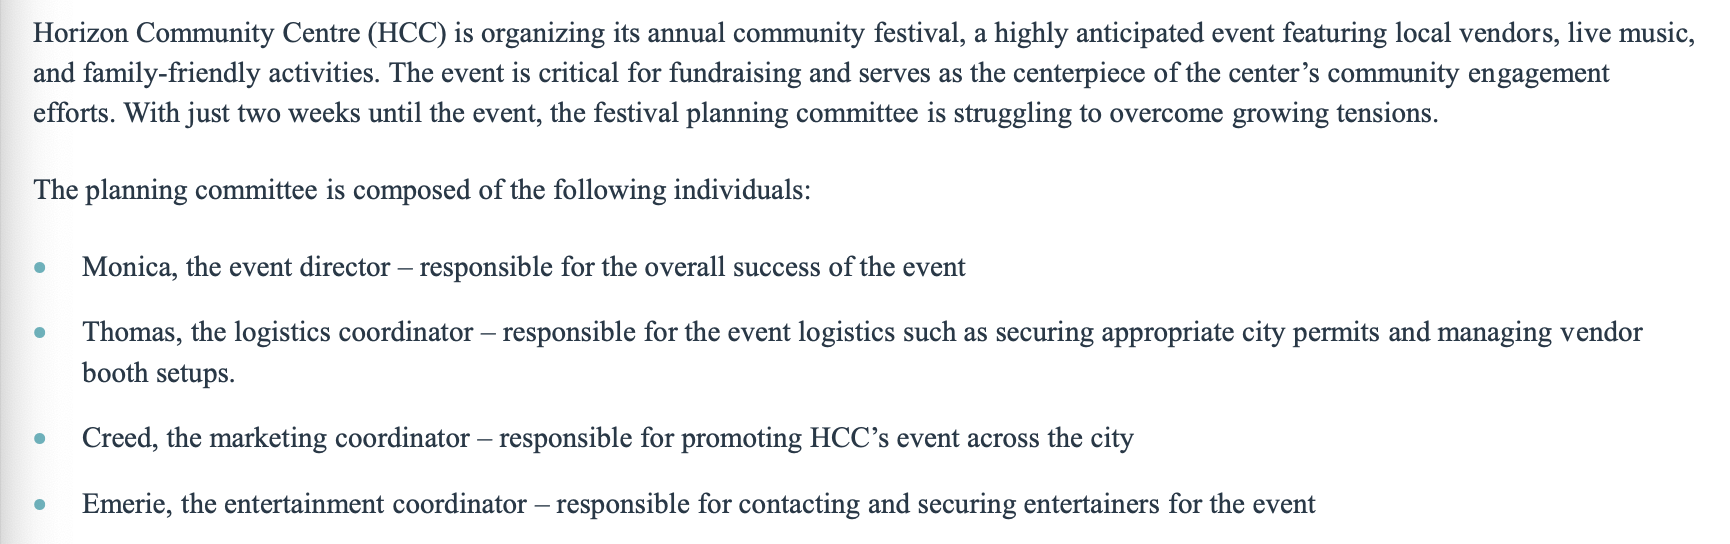 Horizon Community Centre (HCC) is organizing its annual community festival, a highly anticipated event featuring local vendors, live music,
and family-friendly activities. The event is critical for fundraising and serves as the centerpiece of the center’s community engagement
efforts. With just two weeks until the event, the festival planning committee is struggling to overcome growing tensions.
The planning committee is composed of the following individuals:
• Monica, the event director – responsible for the overall success of the event
• Thomas, the logistics coordinator – responsible for the event logistics such as securing appropriate city permits and managing vendor
booth setups.
• Creed, the marketing coordinator – responsible for promoting HCC’s event across the city
• Emerie, the entertainment coordinator – responsible for contacting and securing entertainers for the event